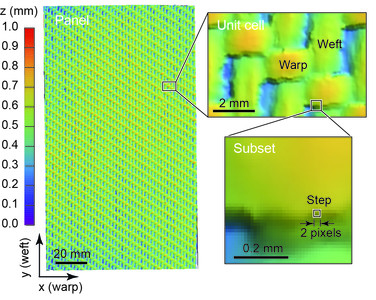 z (mm)
1.0
0.9
0.8
0.7
0.6
0.5
0.4
0.3
0.2
0.1
0.0
Panel
20 mm
y (weft)
x (warp)
Unit cell
Weft
Warp
2 mm
Subset
Step
2 pixels
0.2 mm